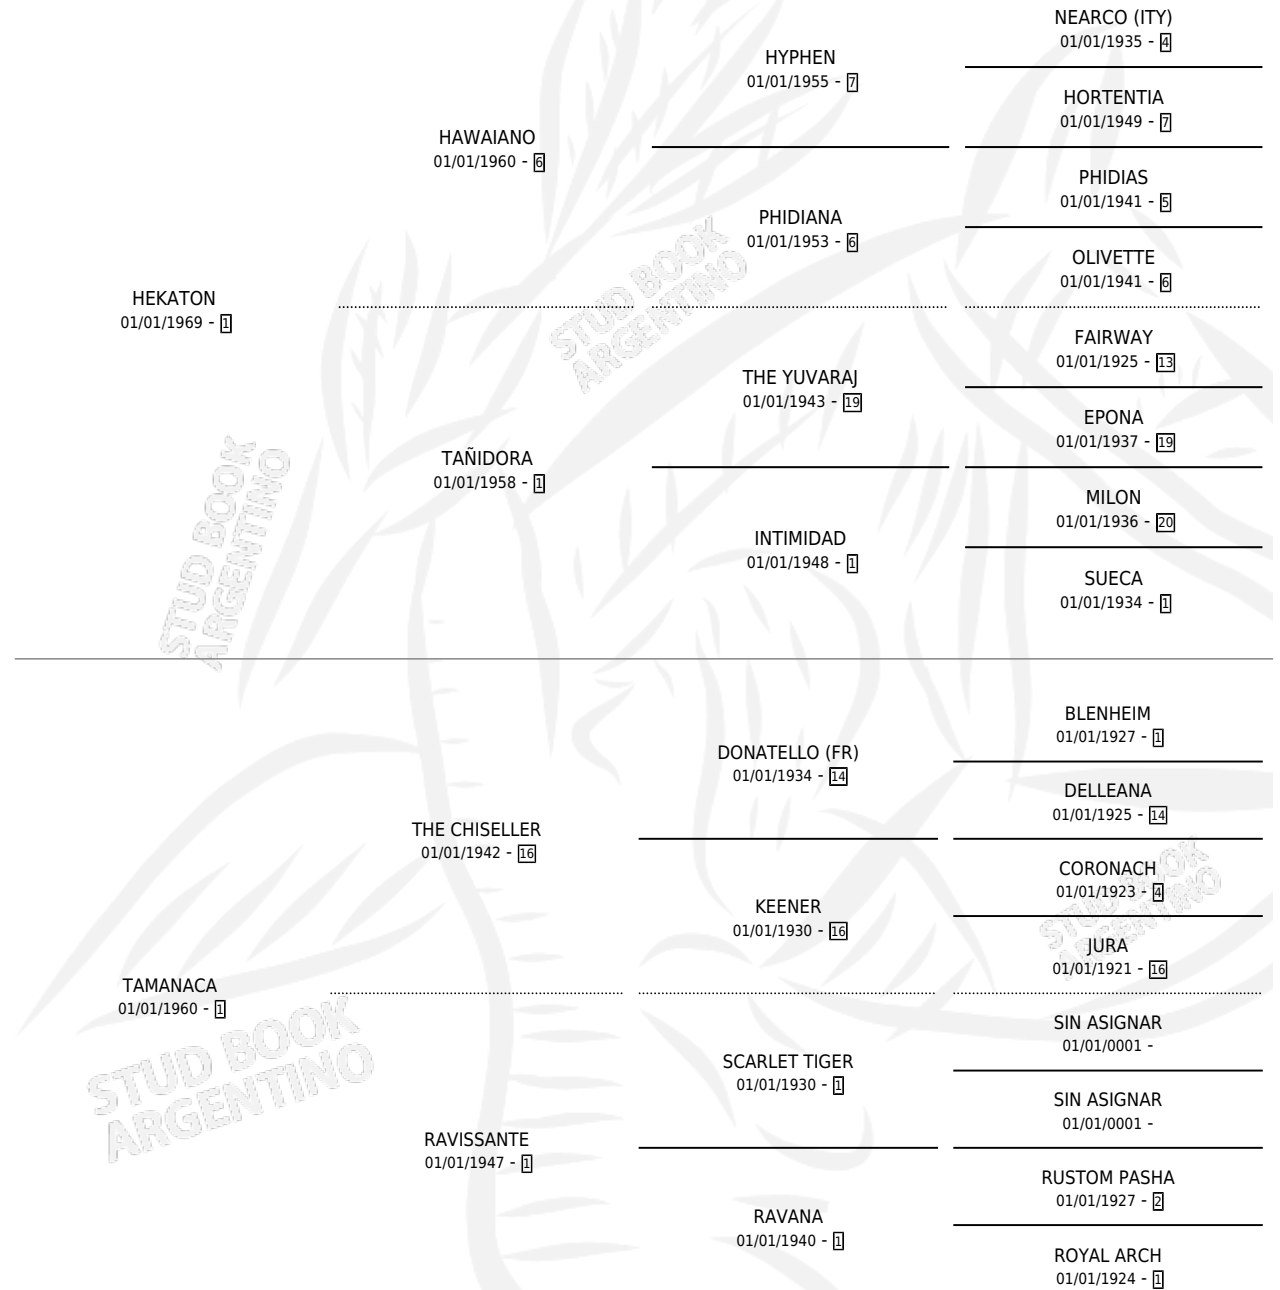 NEARCO (ITY)
01/01/1935 - 4
HYPHEN
01/01/1955 - 7
HORTENTIA
01/01/1949 - 7
HAWAIANO
01/01/1960 - 6
PHIDIAS
01/01/1941 - 5
PHIDIANA
01/01/1953 - 6
OLIVETTE
01/01/1941 - 6
HEKATON
01/01/1969 - 1
STUD BOOK
ARGENTINO
FAIRWAY
01/01/1925 - 13
THE YUVARAJ
01/01/1943 - 19
EPONA
01/01/1937 - 19
TAÑIDORA
01/01/1958 - 1
MILON
01/01/1936 - 20
INTIMIDAD
01/01/1948 - 1
SUECA
01/01/1934 - 1
STUD BOOK
ARGENTINO
BLENHEIM
01/01/1927 - 1
DONATELLO (FR)
01/01/1934 - 14
DELLEANA
01/01/1925 - 14
THE CHISELLER
01/01/1942 - 16
CORONACH
01/01/1923 - 4
KEENER
01/01/1930 - 16
JURA
01/01/1921 - 16
STUD BOOK
ARGENTINO
TAMANACA
01/01/1960 - 1
SIN ASIGNAR
01/01/0001 -
SCARLET TIGER
01/01/1930 - 1
SIN ASIGNAR
01/01/0001 -
STUD BOOK
ARGENTINO
RAVISSANTE
01/01/1947 - 1
RUSTOM PASHA
01/01/1927 - 2
RAVANA
01/01/1940 - 1
ROYAL ARCH
01/01/1924 - 1